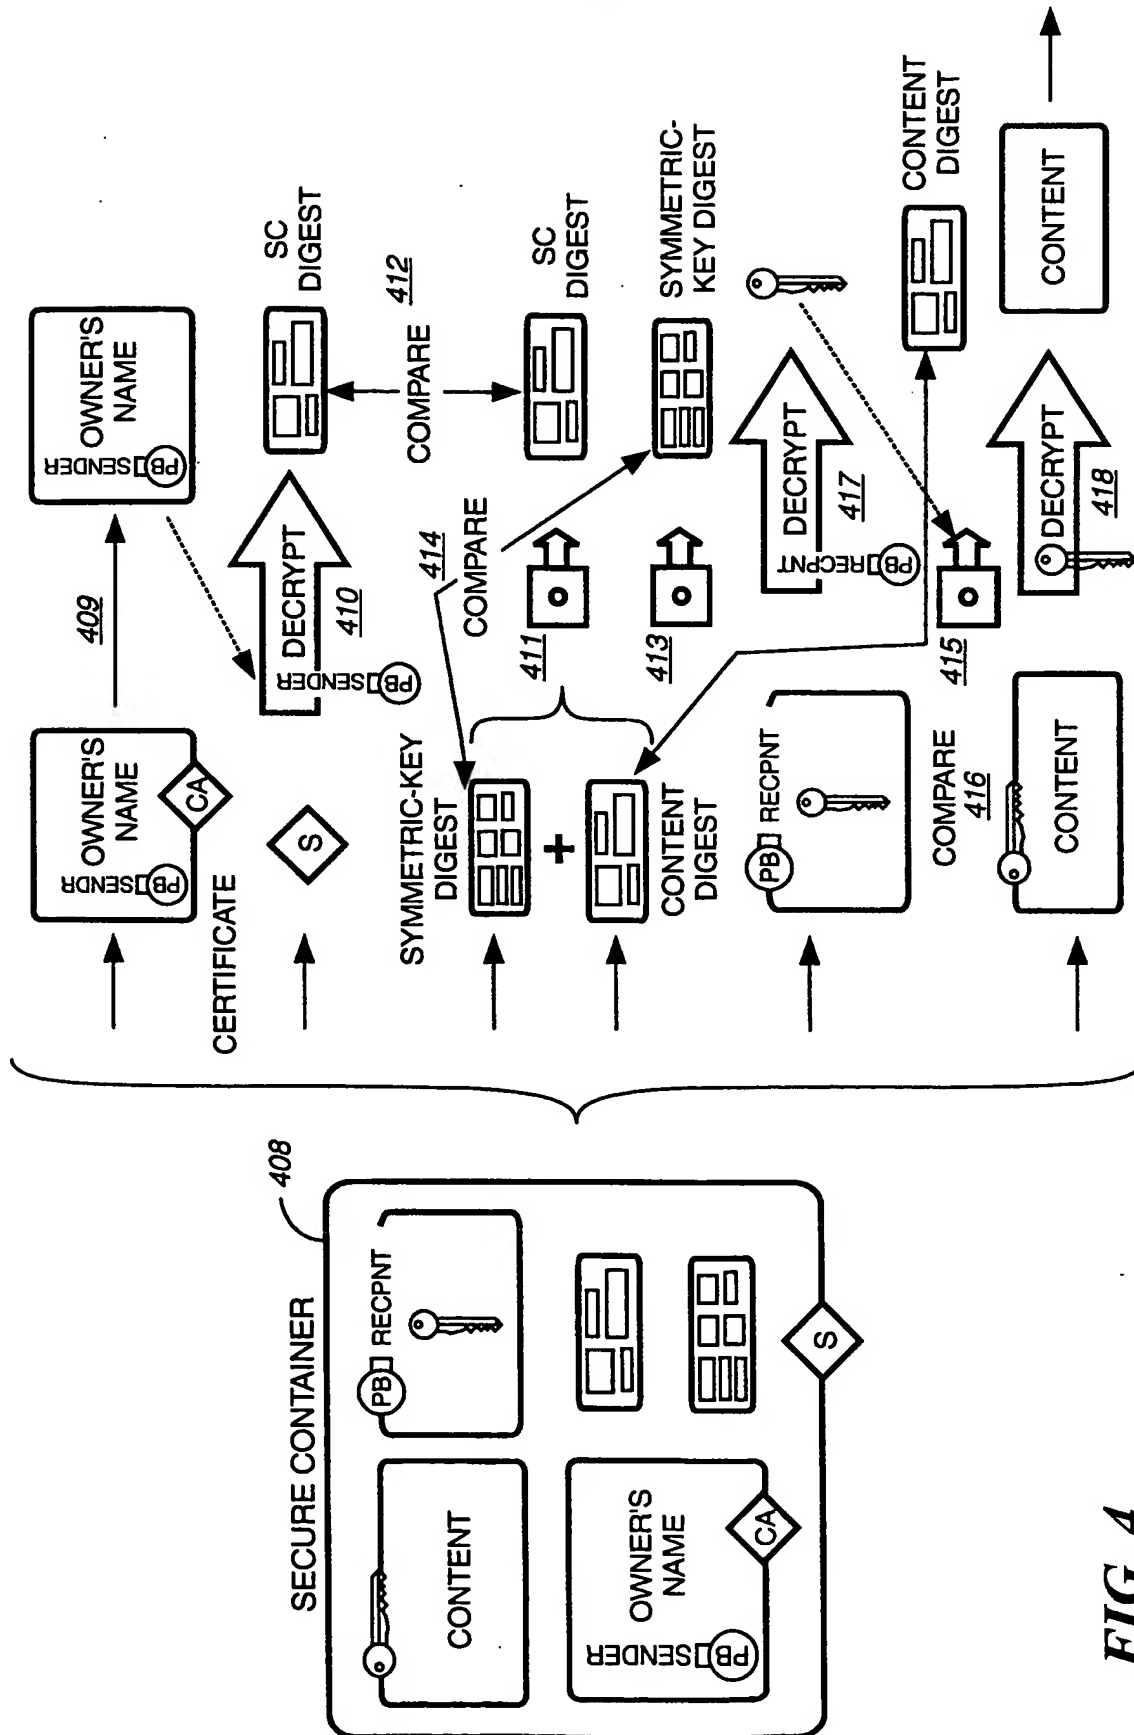 SECURE CONTAINER
408
CONTENT
PB
RECPNT
SENDER
PB
OWNER'S
NAME
CA
S
SENDR
PB
OWNER'S
NAME
CA
CERTIFICATE
409
SENDER
PB
OWNER'S
NAME
S
SENDER
PB
DECRYPT
410
SC
DIGEST
COMPARE
412
SYMMETRIC-KEY
DIGEST
+
CONTENT
DIGEST
414
COMPARE
411
SC
DIGEST
413
SYMMETRIC-
KEY DIGEST
PB
RECPNT
RECPNT
PB
DECRYPT
417
COMPARE
416
415
CONTENT
DIGEST
CONTENT
DECRYPT
418
CONTENT
FIG. 4